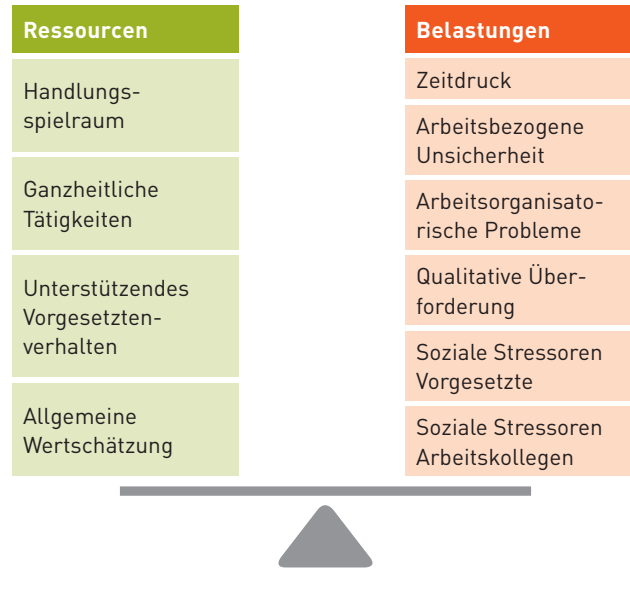 Ressourcen
Handlungs-
spielraum
Ganzheitliche
Tätigkeiten
Unterstützendes
Vorgesetzten-
verhalten
Allgemeine
Wertschätzung
Belastungen
Zeitdruck
Arbeitsbezogene
Unsicherheit
Arbeitsorganisato-
rische Probleme
Qualitative Über-
forderung
Soziale Stressoren
Vorgesetzte
Soziale Stressoren
Arbeitskollegen